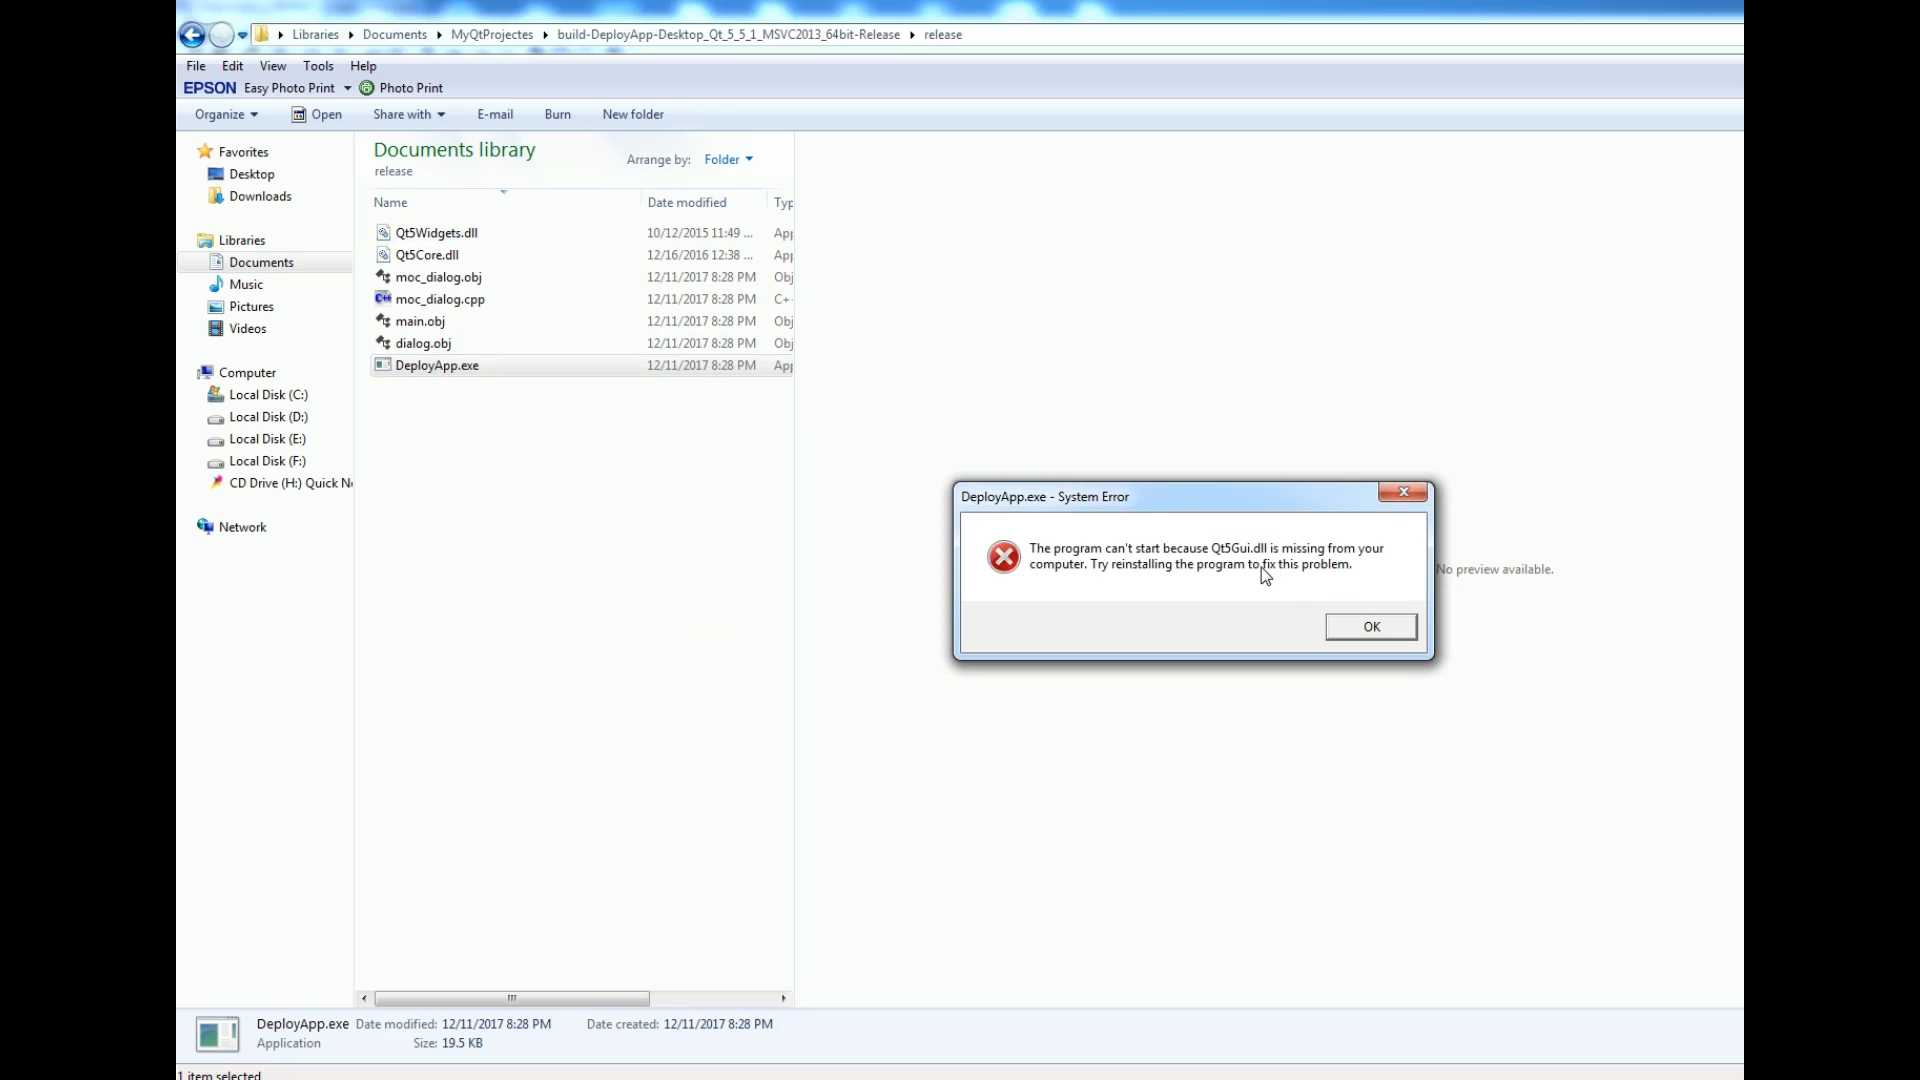 Libraries Documents MyQtProjectes build-DeployApp-Desktop_Qt_5_5_1_MSVC2013_64bit-Release release
File Edit View Tools Help
EPSON Easy Photo Print Photo Print
Organize Open Share with E-mail Burn New folder
Favorites
Desktop
Downloads
Libraries
Documents
Music
Pictures
Videos
Computer
Local Disk (C:)
Local Disk (D:)
Local Disk (E:)
Local Disk (F:)
CD Drive (H:) Quick
Network
Documents library
release
Arrange by: Folder
Name Date modified Typ
Qt5Widgets.dll 10/12/2015 11:49 ... App
Qt5Core.dll 12/16/2016 12:38 ... App
moc_dialog.obj 12/11/2017 8:28 PM Obj
moc_dialog.cpp 12/11/2017 8:28 PM C+
main.obj 12/11/2017 8:28 PM Obj
dialog.obj 12/11/2017 8:28 PM Obj
DeployApp.exe 12/11/2017 8:28 PM App
DeployApp.exe - System Error
The program can't start because Qt5Gui.dll is missing from your
computer. Try reinstalling the program to fix this problem.
OK
No preview available.
DeployApp.exe Date modified: 12/11/2017 8:28 PM Date created: 12/11/2017 8:28 PM
Application Size: 19.5 KB
1 item selected